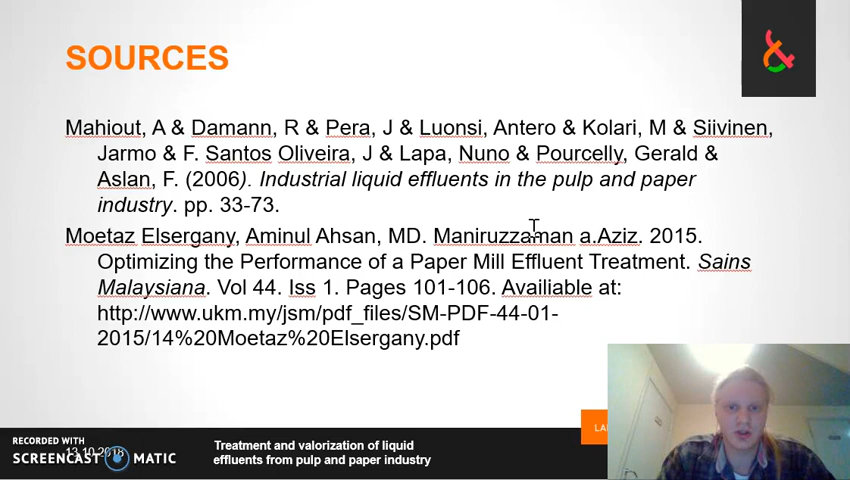 SOURCES
Mahiout, A & Damann, R & Pera, J & Luonsi, Antero & Kolari, M & Siivinen,
Jarmo & F. Santos Oliveira, J & Lapa, Nuno & Pourcelly, Gerald &
Aslan, F. (2006). Industrial liquid effluents in the pulp and paper
industry. pp. 33-73.
Moetaz Elsergany, Aminul Ahsan, MD. Maniruzzaman a.Aziz. 2015.
Optimizing the Performance of a Paper Mill Effluent Treatment. Sains
Malaysiana. Vol 44. Iss 1. Pages 101-106. Availiable at:
http://www.ukm.my/jsm/pdf_files/SM-PDF-44-01-
2015/14%20Moetaz%20Elsergany.pdf
LA
RECORDED WITH
SCREENCAST MATIC
Treatment and valorization of liquid
effluents from pulp and paper industry